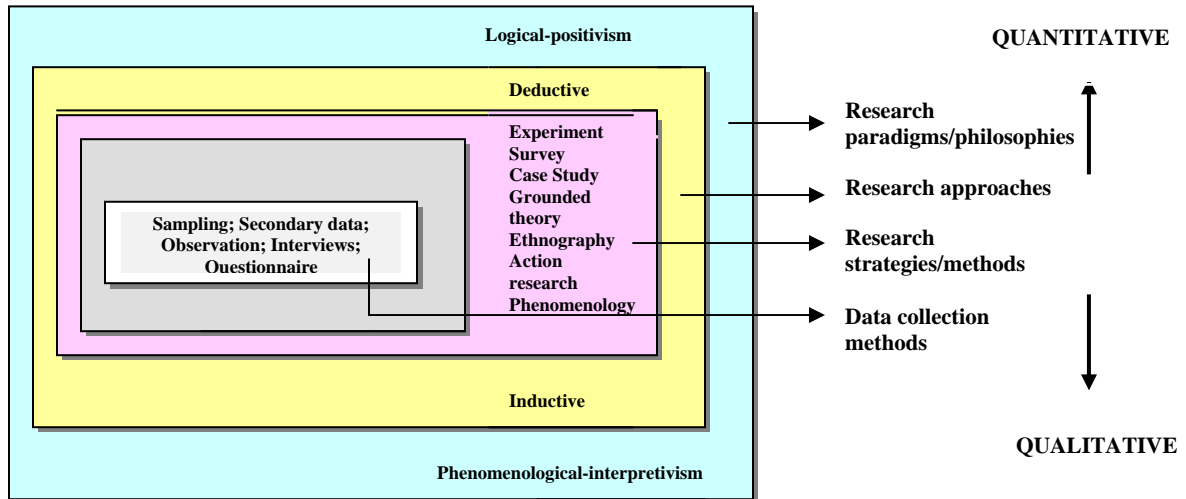 Logical-positivism
Deductive
Experiment
Survey
Case Study
Grounded
theory
Ethnography
Action
research
Phenomenology
Sampling; Secondary data;
Observation; Interviews;
Ouestionnaire
Inductive
Phenomenological-interpretivism
Research
paradigms/philosophies
Research approaches
Research
strategies/methods
Data collection
methods
QUANTITATIVE
QUALITATIVE